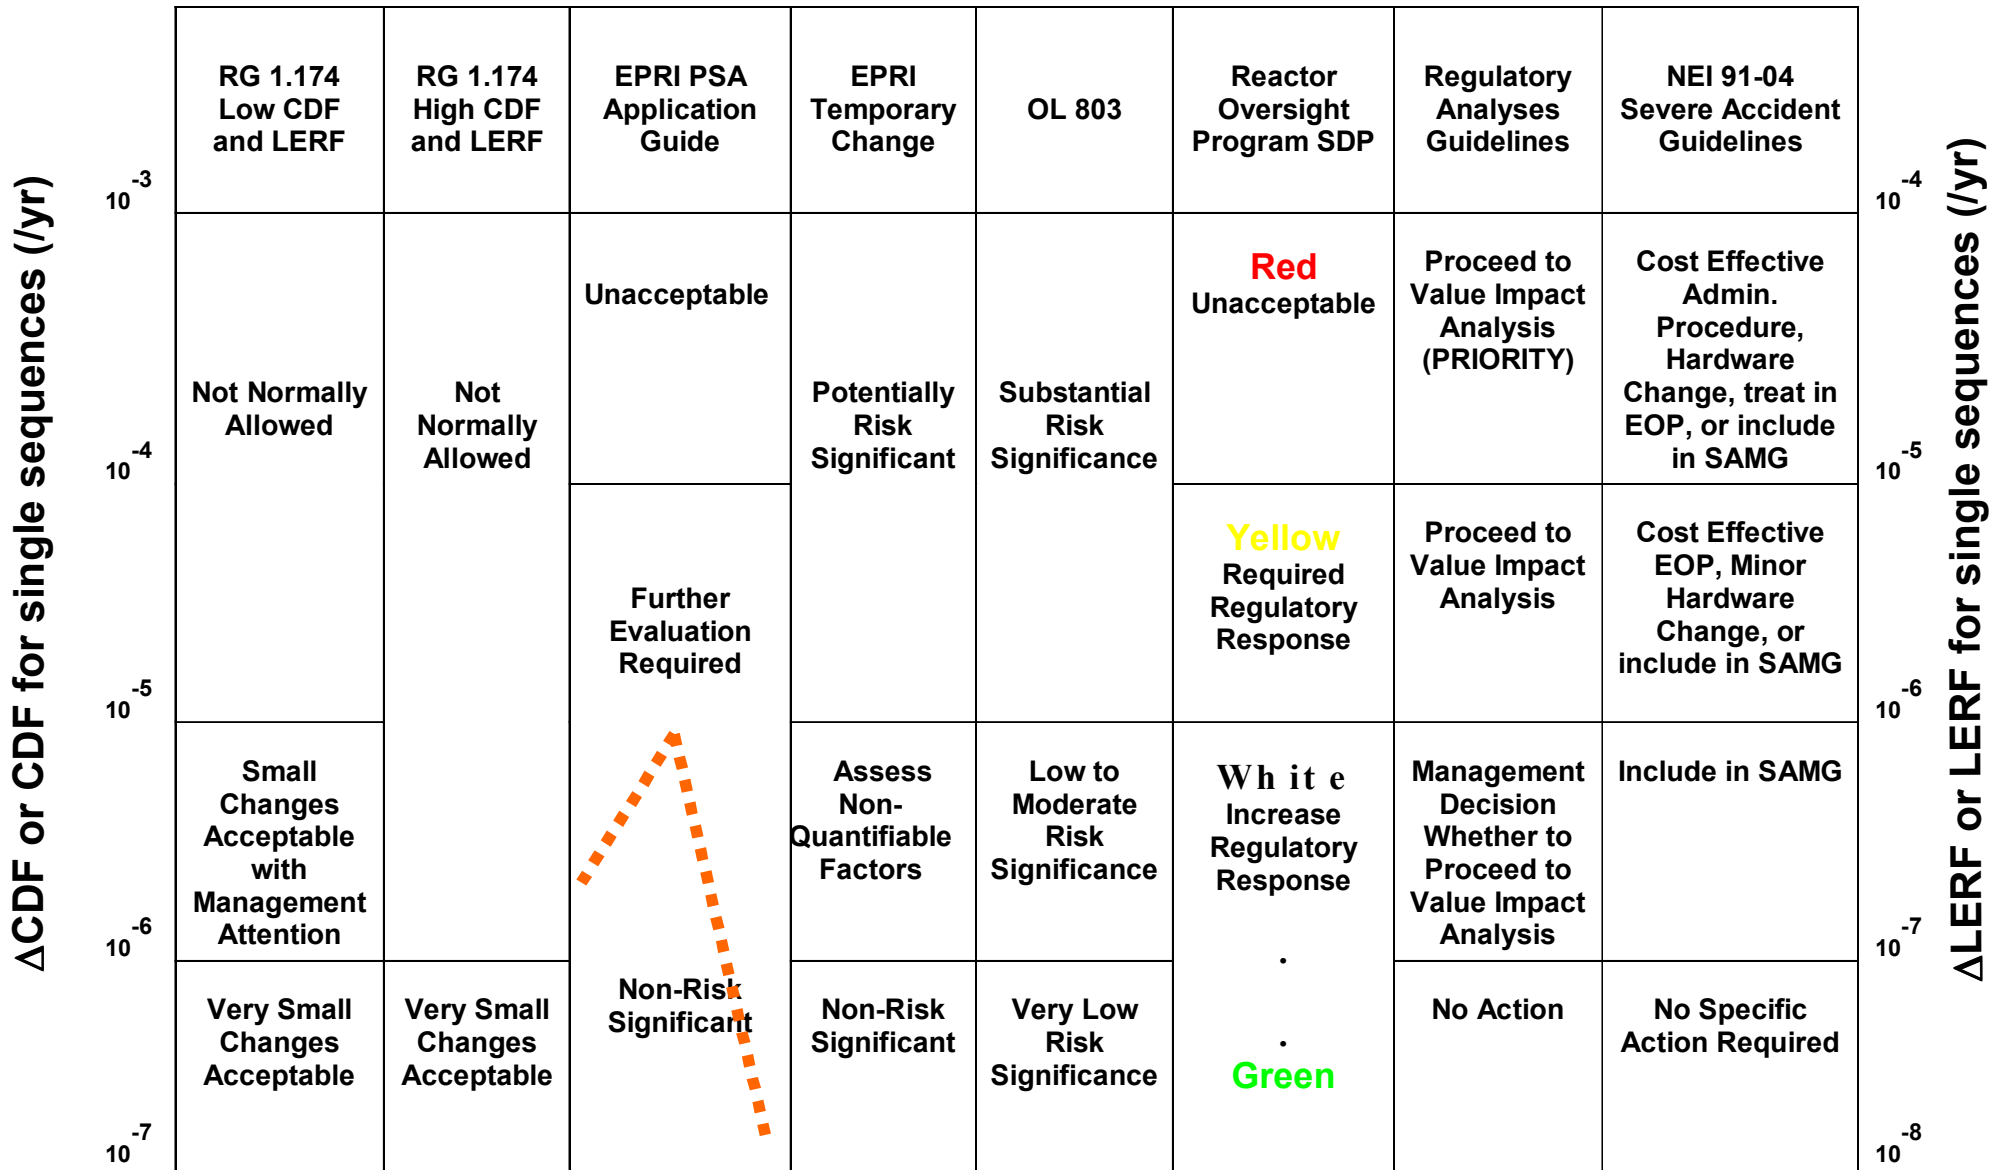 ΔCDF or CDF for single sequences (/yr)
10^-3
10^-4
10^-5
10^-6
10^-7
RG 1.174
Low CDF
and LERF
RG 1.174
High CDF
and LERF
EPRI PSA
Application
Guide
EPRI
Temporary
Change
OL 803
Reactor
Oversight
Program SDP
Regulatory
Analyses
Guidelines
NEI 91-04
Severe Accident
Guidelines
Not Normally
Allowed
Small
Changes
Acceptable
with
Management
Attention
Very Small
Changes
Acceptable
Not
Normally
Allowed
Very Small
Changes
Acceptable
Unacceptable
Further
Evaluation
Required
Non-Risk
Significant
Potentially
Risk
Significant
Assess
Non-
Quantifiable
Factors
Non-Risk
Significant
Substantial
Risk
Significance
Low to
Moderate
Risk
Significance
Very Low
Risk
Significance
Red
Unacceptable
Yellow
Required
Regulatory
Response
White
Increase
Regulatory
Response
.
.
Green
Proceed to
Value Impact
Analysis
(PRIORITY)
Proceed to
Value Impact
Analysis
Management
Decision
Whether to
Proceed to
Value Impact
Analysis
No Action
Cost Effective
Admin.
Procedure,
Hardware
Change, treat in
EOP, or include
in SAMG
Cost Effective
EOP, Minor
Hardware
Change, or
include in SAMG
Include in SAMG
No Specific
Action Required
10^-4
10^-5
10^-6
10^-7
10^-8
ΔLERF or LERF for single sequences (/yr)